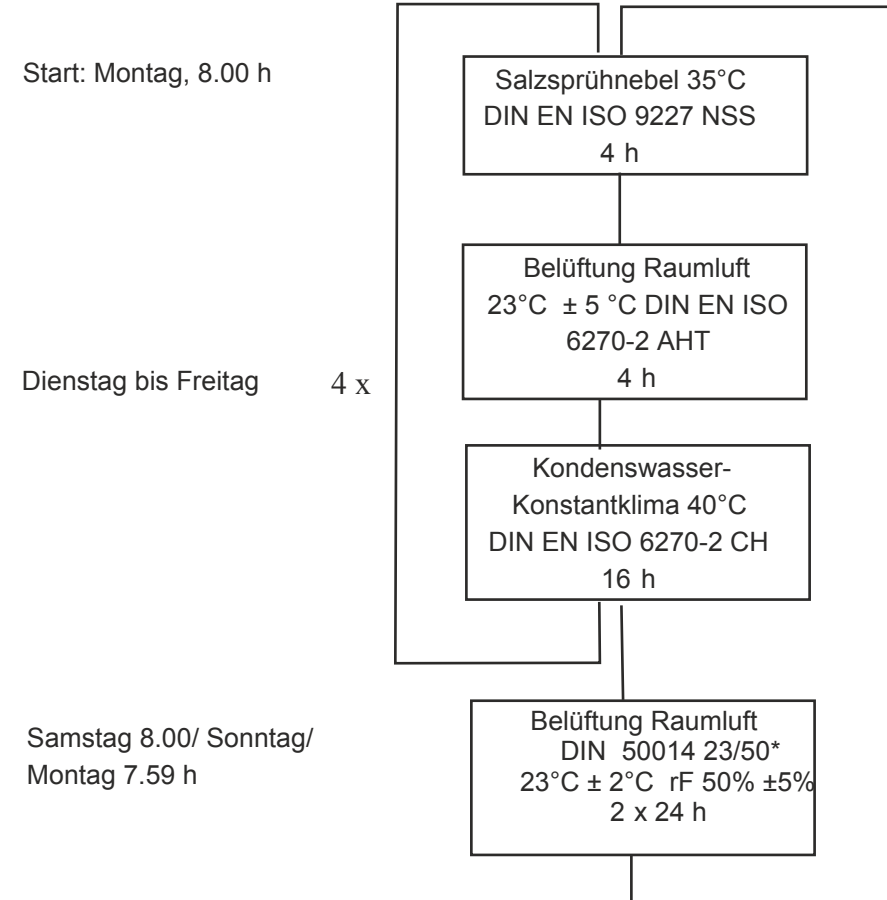 Start: Montag, 8.00 h
Salzsprühnebel 35°C
DIN EN ISO 9227 NSS
4 h
Belüftung Raumluft
23°C ± 5 °C DIN EN ISO
6270-2 AHT
4 h
Dienstag bis Freitag 4 x
Kondenswasser-
Konstantklima 40°C
DIN EN ISO 6270-2 CH
16 h
Samstag 8.00/ Sonntag/
Montag 7.59 h
Belüftung Raumluft
DIN 50014 23/50*
23°C ± 2°C rF 50% ±5%
2 x 24 h